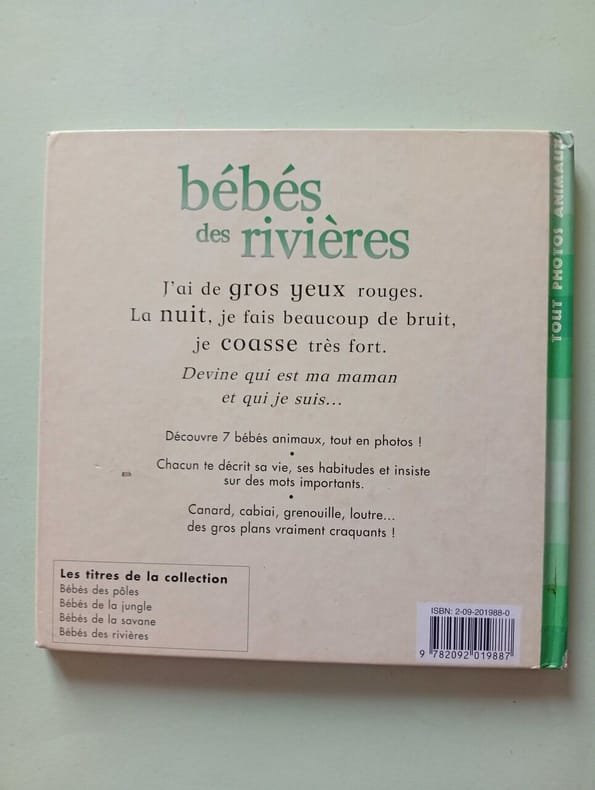 bébés
des rivières
J'ai de gros yeux rouges.
La nuit, je fais beaucoup de bruit,
je coasse très fort.
Devine qui est ma maman
et qui je suis...
Découvre 7 bébés animaux, tout en photos !
•
Chacun te décrit sa vie, ses habitudes et insiste
sur des mots importants.
•
Canard, cabiai, grenouille, loutre...
des gros plans vraiment craquants !
Les titres de la collection
Bébés des pôles
Bébés de la jungle
Bébés de la savane
Bébés des rivières
ISBN: 2-09-201988-0
9 782092 019887
TOUT PHOTOS ANIMAUX